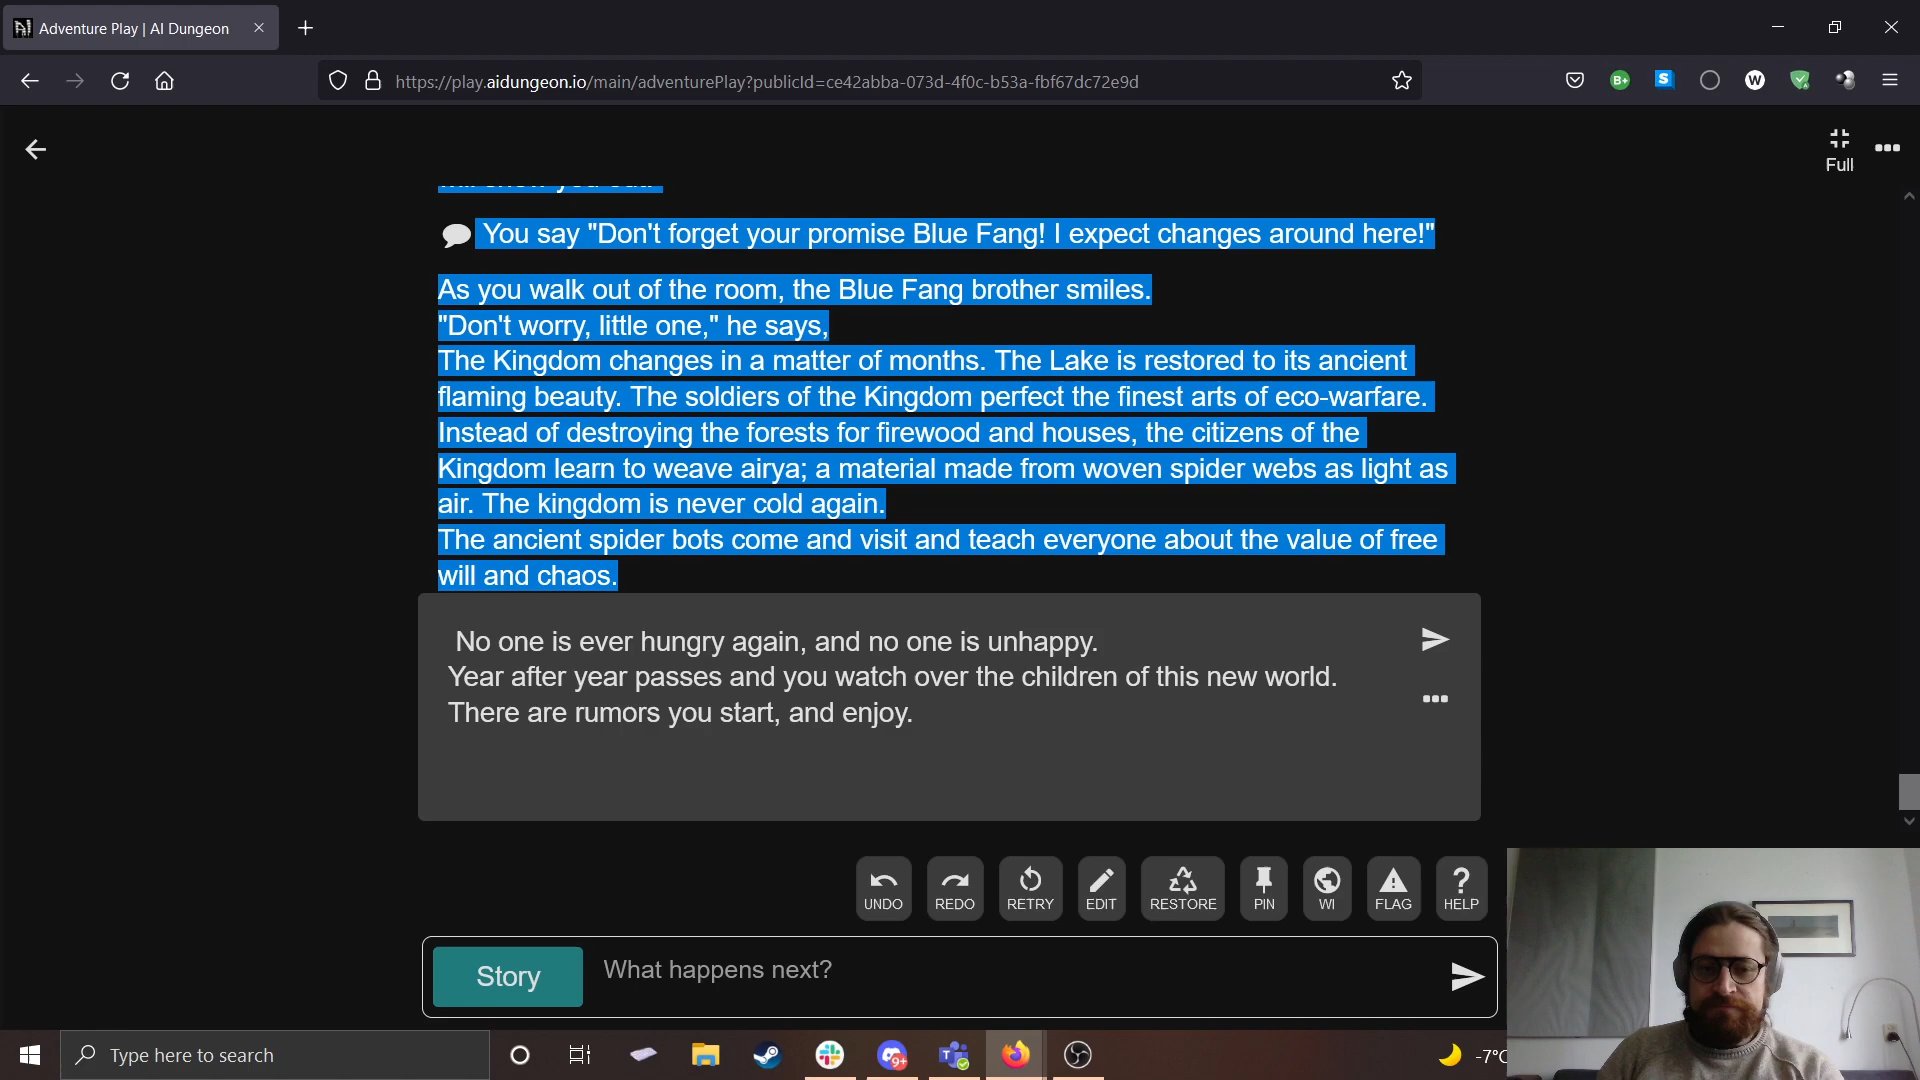 Adventure Play | AI Dungeon
https://play.aidungeon.io/main/adventurePlay?publicId=ce42abba-073d-4f0c-b53a-fbf67dc72e9d
B+
S
W
Full
You say "Don't forget your promise Blue Fang! I expect changes around here!"
As you walk out of the room, the Blue Fang brother smiles.
"Don't worry, little one," he says,
The Kingdom changes in a matter of months. The Lake is restored to its ancient
flaming beauty. The soldiers of the Kingdom perfect the finest arts of eco-warfare.
Instead of destroying the forests for firewood and houses, the citizens of the
Kingdom learn to weave airya; a material made from woven spider webs as light as
air. The kingdom is never cold again.
The ancient spider bots come and visit and teach everyone about the value of free
will and chaos.
No one is ever hungry again, and no one is unhappy.
Year after year passes and you watch over the children of this new world.
There are rumors you start, and enjoy.
UNDO REDO RETRY EDIT RESTORE PIN WI FLAG HELP
Story What happens next?
Type here to search
9+
-7°C